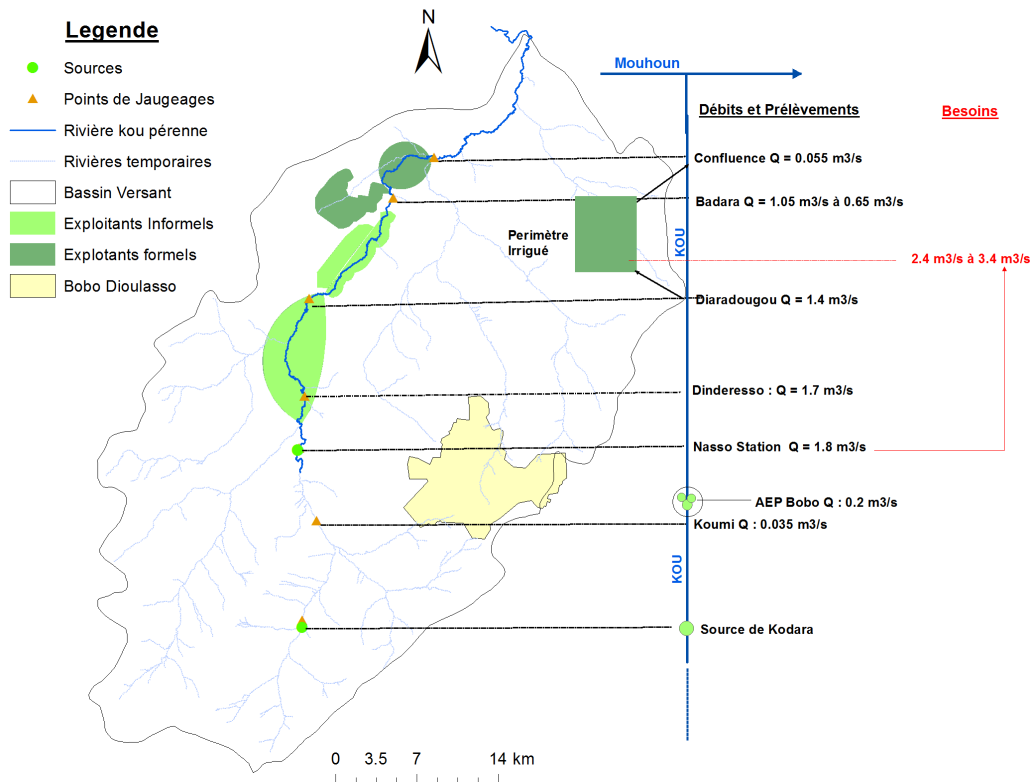 Legende
Sources
Points de Jaugeages
Rivière kou pérenne
Rivières temporaires
Bassin Versant
Exploitants Informels
Explotants formels
Bobo Dioulasso
N
Mouhoun
Débits et Prélèvements
Besoins
Confluence Q = 0.055 m3/s
Badara Q = 1.05 m3/s à 0.65 m3/s
Perimètre
Irrigué
KOU
2.4 m3/s à 3.4 m3/s
Diaradougou Q = 1.4 m3/s
Dinderesso : Q = 1.7 m3/s
Nasso Station Q = 1.8 m3/s
AEP Bobo Q : 0.2 m3/s
Koumi Q : 0.035 m3/s
KOU
Source de Kodara
0 3.5 7 14 km